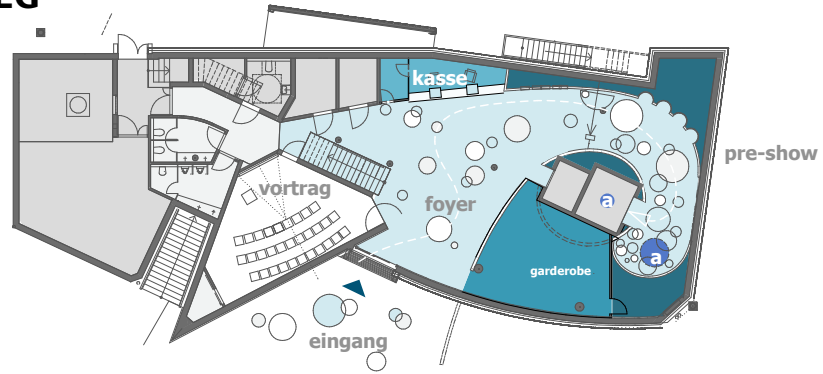 EG
kasse
pre-show
vortrag
foyer
a
garderobe
a
eingang